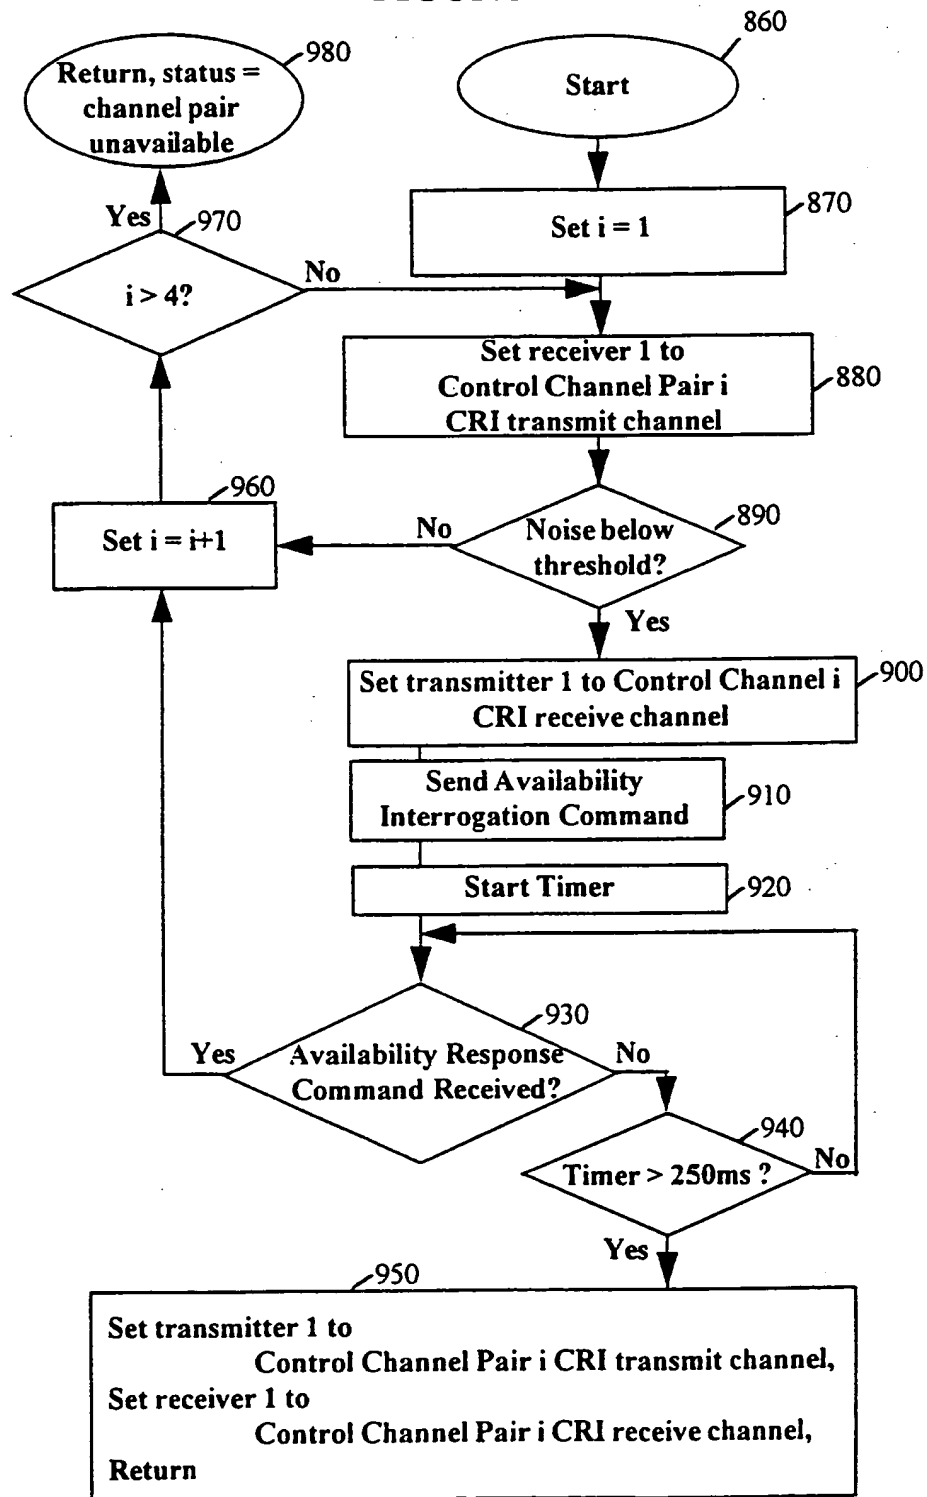 980
Return, status =
channel pair
unavailable
860
Start
870
Set i = 1
Yes
970
i > 4?
No
Set receiver 1 to
Control Channel Pair i
CRI transmit channel
880
960
Set i = i+1
No
890
Noise below
threshold?
Yes
Set transmitter 1 to Control Channel i
CRI receive channel
900
Send Availability
Interrogation Command
910
Start Timer
920
930
Yes
Availability Response
Command Received?
No
940
Timer > 250ms ?
No
Yes
950
Set transmitter 1 to
Control Channel Pair i CRI transmit channel,
Set receiver 1 to
Control Channel Pair i CRI receive channel,
Return